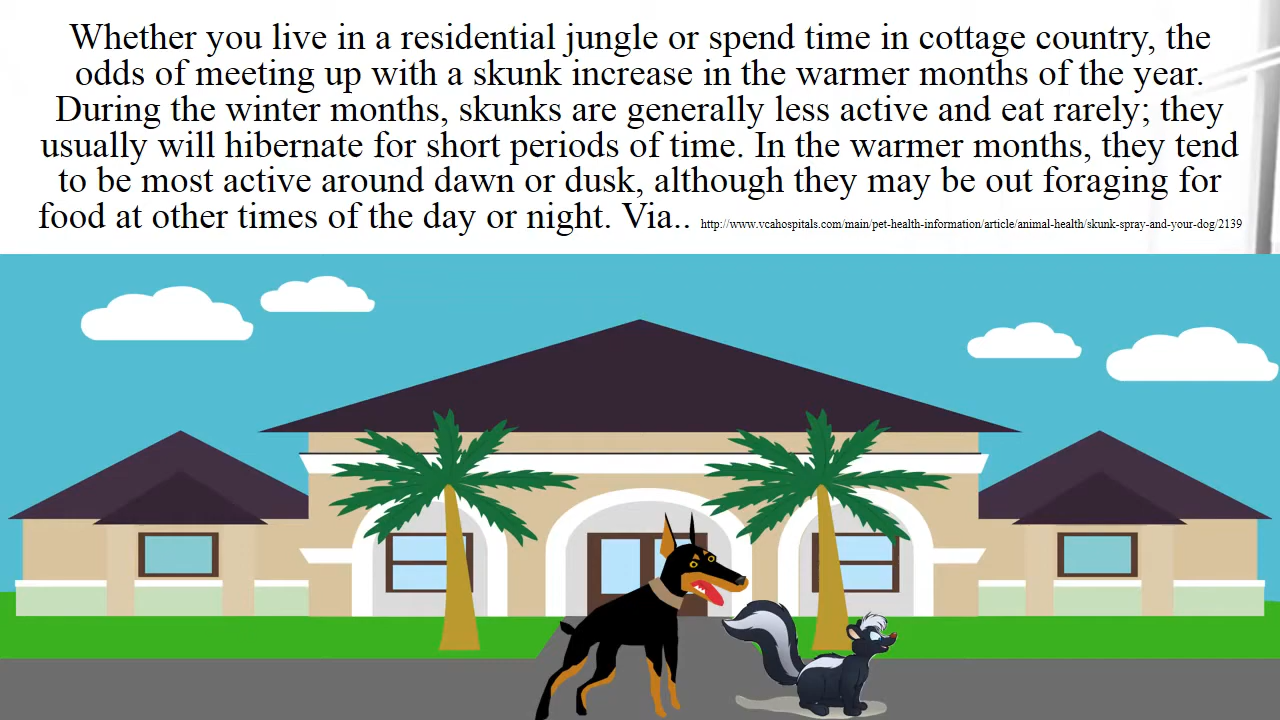 Whether you live in a residential jungle or spend time in cottage country, the
odds of meeting up with a skunk increase in the warmer months of the year.
During the winter months, skunks are generally less active and eat rarely; they
usually will hibernate for short periods of time. In the warmer months, they tend
to be most active around dawn or dusk, although they may be out foraging for
food at other times of the day or night. Via.. http://www.vcahospitals.com/main/pet-health-information/article/animal-health/skunk-spray-and-your-dog/2139